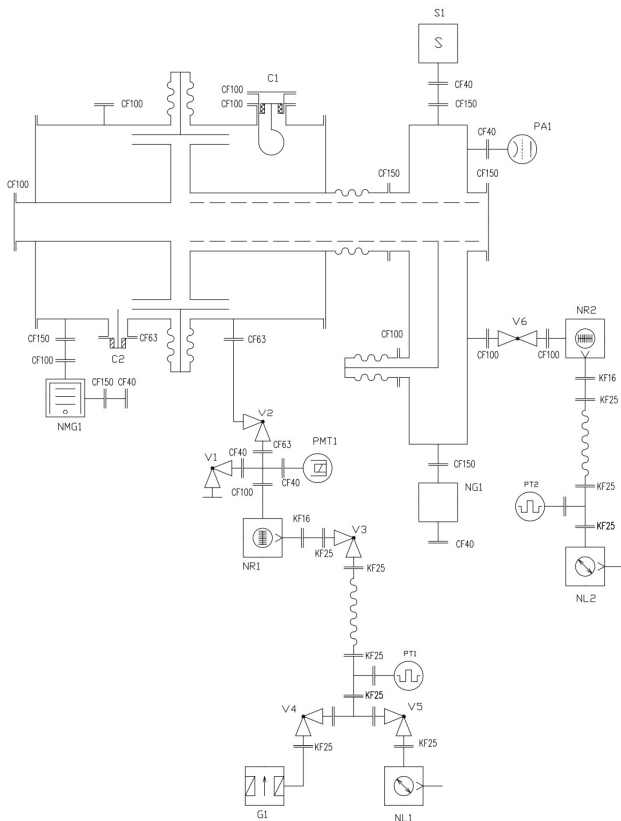 S1
S
CF40
CF150
C1
CF100
CF100
CF100
PA1
CF40
CF150
CF150
CF100
NR2
V6
CF100
CF100
CF100
KF16
KF25
CF150
CF100
CF63
C2
CF63
CF150 CF40
NMG1
V2
CF63
PMT1
V1
CF40
CF40
CF100
CF150
NG1
CF40
KF25
PT2
KF25
NL2
KF16
V3
KF25
NR1
KF25
KF25
PT1
KF25
V4
V5
KF25
KF25
G1
NL1